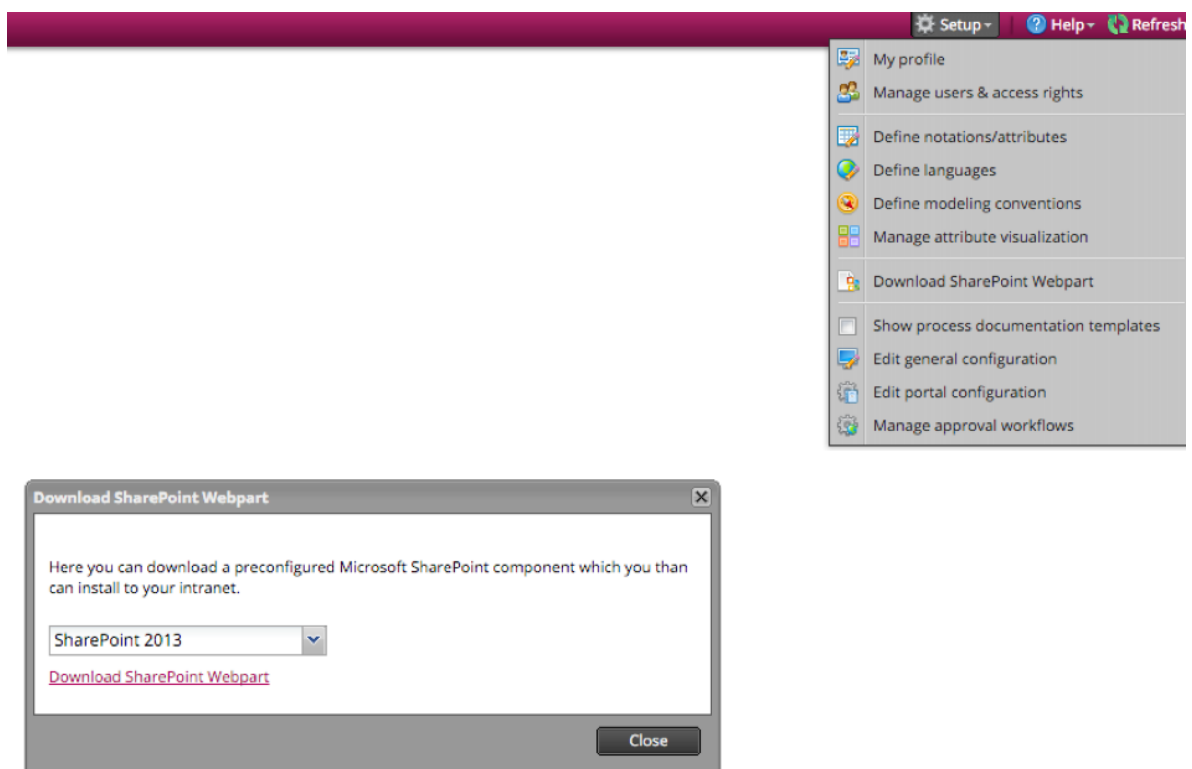 Setup
Help
Refresh
My profile
Manage users & access rights
Define notations/attributes
Define languages
Define modeling conventions
Manage attribute visualization
Download SharePoint Webpart
Show process documentation templates
Edit general configuration
Edit portal configuration
Manage approval workflows
Download SharePoint Webpart
Here you can download a preconfigured Microsoft SharePoint component which you than
can install to your intranet.
SharePoint 2013
Download SharePoint Webpart
Close